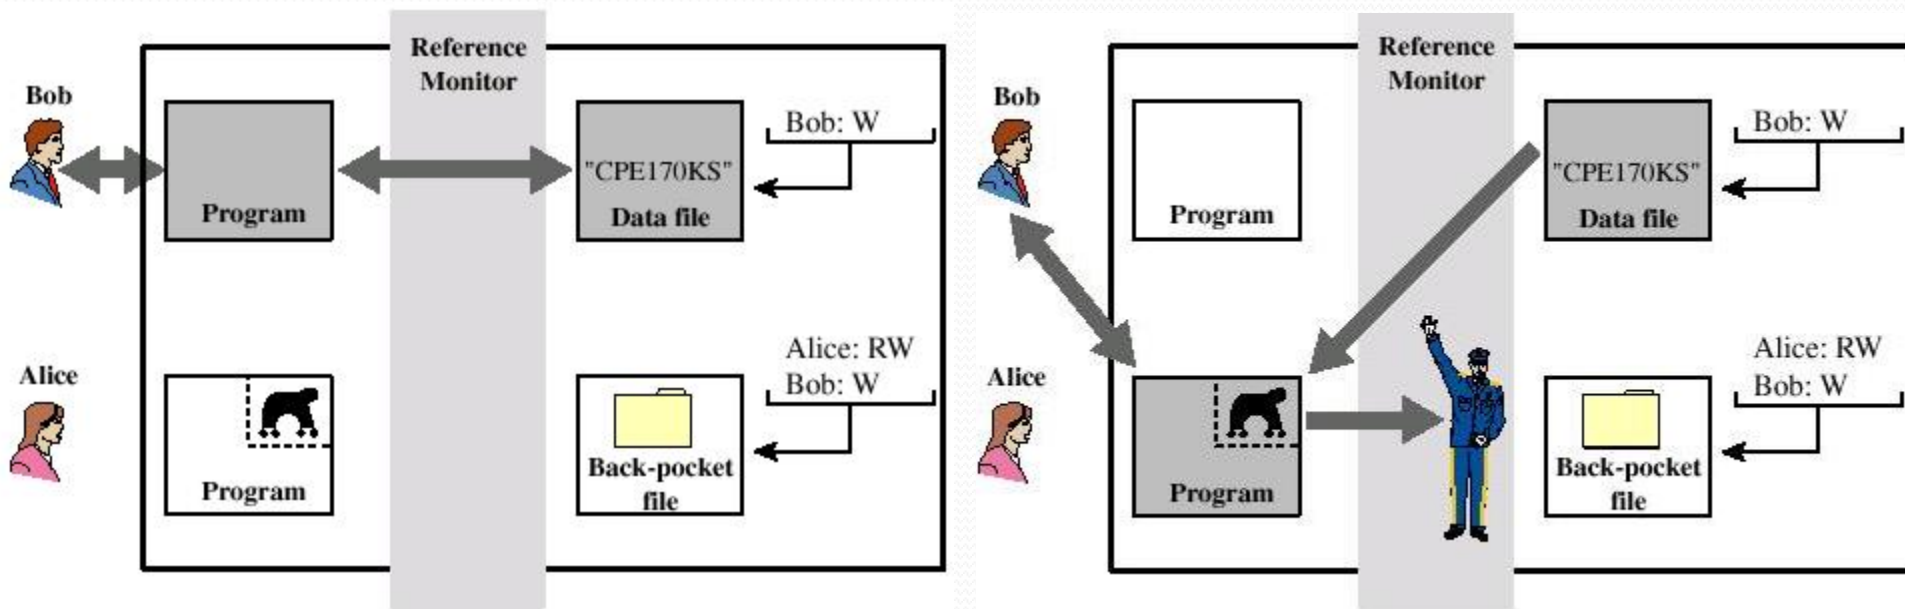 Reference
Monitor
Bob
Program
"CPE170KS"
Data file
Bob: W
Alice
Program
Back-pocket
file
Alice: RW
Bob: W
Reference
Monitor
Bob
Program
"CPE170KS"
Data file
Bob: W
Alice
Program
Back-pocket
file
Alice: RW
Bob: W